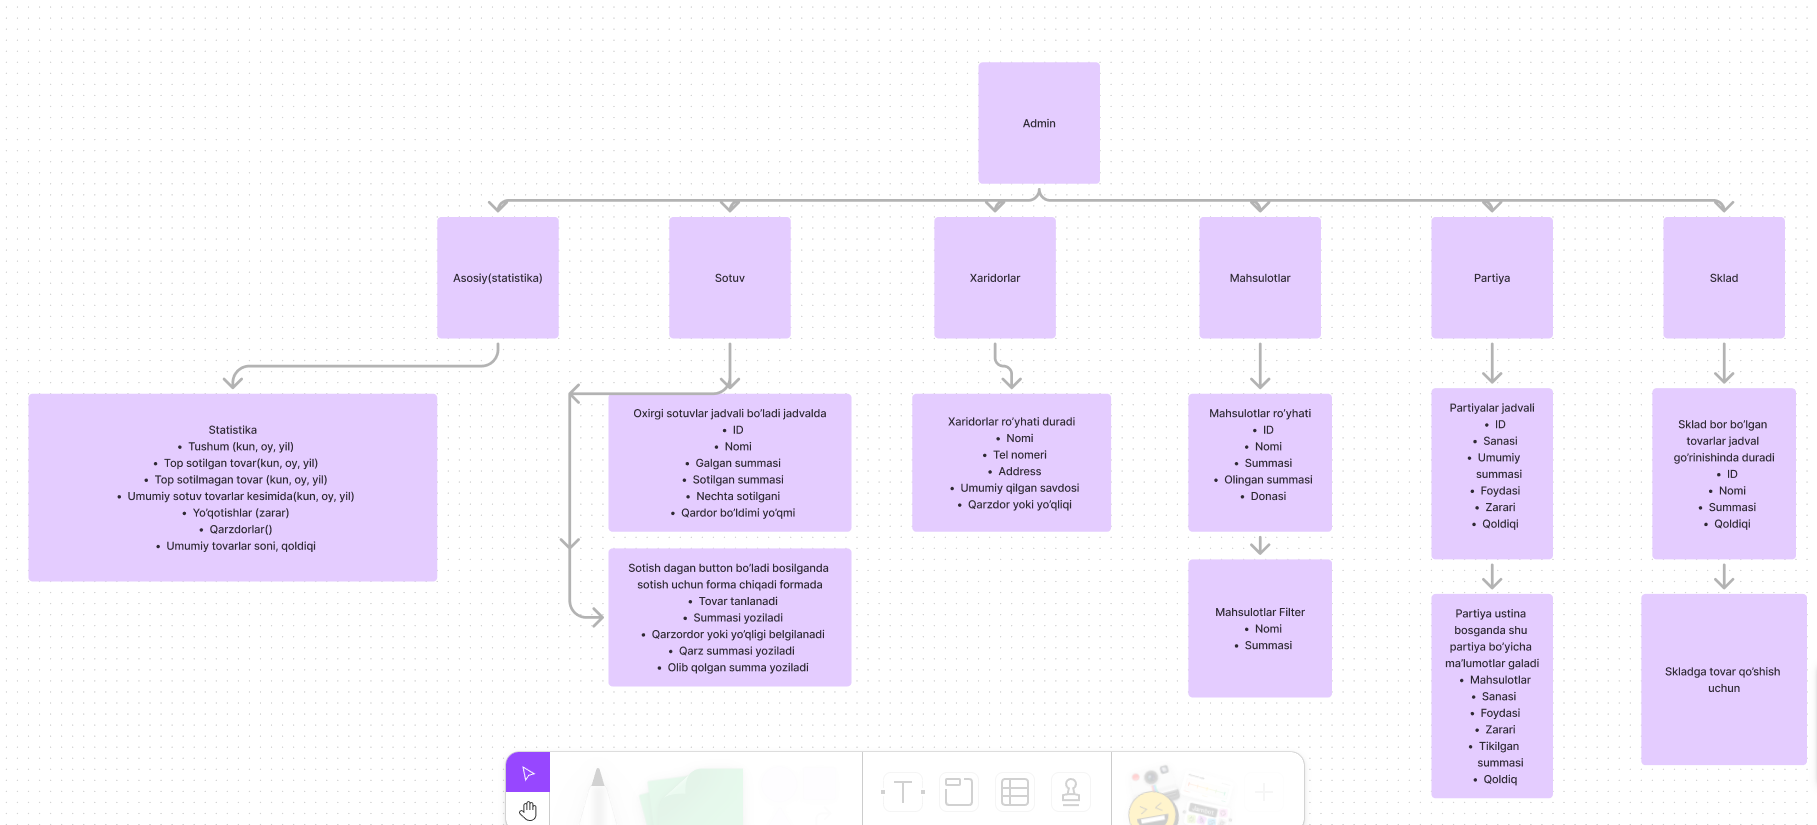 Admin
Asosiy(statistika)
Sotuv
Xaridorlar
Mahsulotlar
Partiya
Sklad
Statistika
• Tushum (kun, oy, yil)
• Top sotilgan tovar(kun, oy, yil)
• Top sotilmagan tovar (kun, oy, yil)
• Umumiy sotuv tovarlar kesimida(kun, oy, yil)
• Yo'qotishlar (zarar)
• Qarzdorlar()
• Umumiy tovarlar soni, qoldiqi
Oxirgi sotuvlar jadvali bo'ladi jadvalda
• ID
• Nomi
• Galgan summasi
• Sotilgan summasi
• Nechta sotilgani
• Qardor bo'ldimi yo'qmi
Sotish dagan button bo'ladi bosilganda
sotish uchun forma chiqadi formada
• Tovar tanlanadi
• Summasi yoziladi
• Qarzordor yoki yo'qligi belgilanadi
• Qarz summasi yoziladi
• Olib qolgan summa yoziladi
Xaridorlar ro'yhati duradi
• Nomi
• Tel nomeri
• Address
• Umumiy qilgan savdosi
• Qarzdor yoki yo'qliqi
Mahsulotlar ro'yhati
• ID
• Nomi
• Summasi
• Olingan summasi
• Donasi
Mahsulotlar Filter
• Nomi
• Summasi
Partiyalar jadvali
• ID
• Sanasi
• Umumiy
summasi
• Foydasi
• Zarari
• Qoldiqi
Partiya ustina
bosganda shu
partiya bo'yicha
ma'lumotlar galadi
• Mahsulotlar
• Sanasi
• Foydasi
• Zarari
• Tikilgan
summasi
• Qoldiq
Sklad bor bo'lgan
tovarlar jadval
go'rinishinda duradi
• ID
• Nomi
• Summasi
• Qoldiqi
Skladga tovar qo'shish
uchun